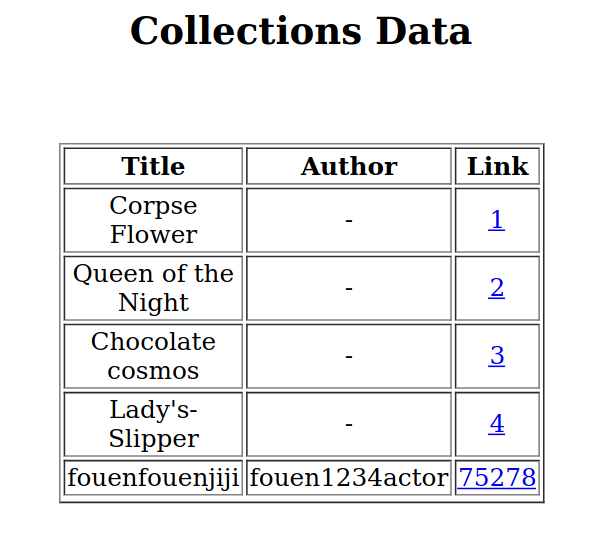 Collections Data
Title Author Link
Corpse
Flower - 1
Queen of the
Night - 2
Chocolate
cosmos - 3
Lady's-
Slipper - 4
fouenfouenjiji fouen1234actor 75278